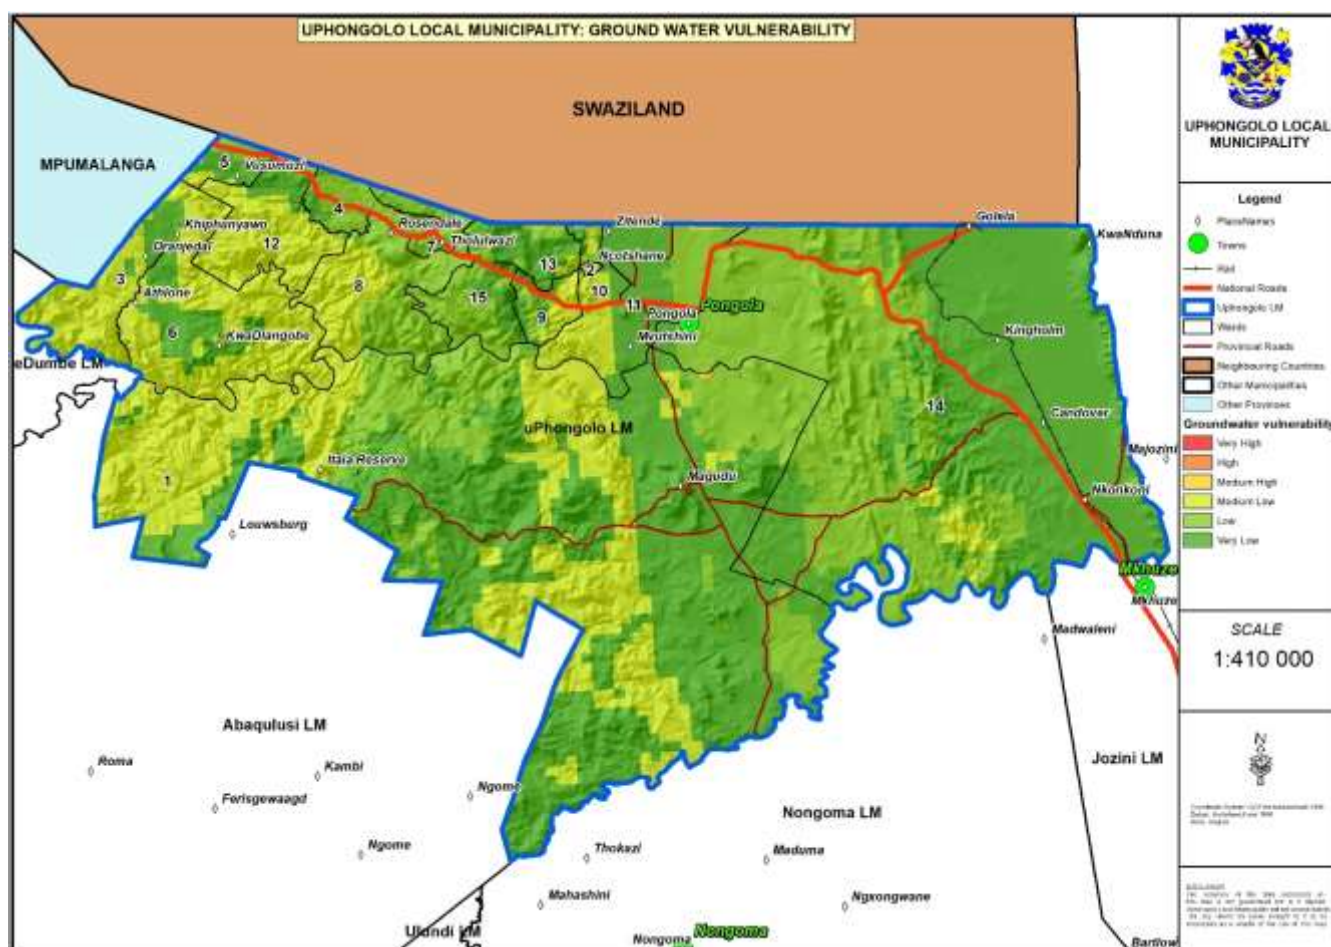 UPHONGOLO LOCAL MUNICIPALITY: GROUND WATER VULNERABILITY
SWAZILAND
MPUMALANGA
5
Vusumuzi
4
Khiphunyawo
12
Rosendale
7
Tholulwazi
Zitende
Golela
KwaNduna
Oranjedal
3
8
13
2
Ncotshane
15
10
Athlone
6
KwaDlangobe
9
11
Pongola
Pongola
Mvutshini
Kingholm
eDumbe LM
14
Candover
uPhongolo LM
Majozini
Itala Reserve
1
Magudu
Nkonkoni
Louwsburg
Mkhuze
Mkhuze
Madwaleni
Abaqulusi LM
Roma
Kambi
Jozini LM
Ferisgewaagd
Ngome
Nongoma LM
Ngome
Thokazi
Maduma
Mahashini
Ngxongwane
Ulundi LM
Nongoma
Nongoma
Bartlow
UPHONGOLO LOCAL
MUNICIPALITY
Legend
PlaceNames
Towns
Rail
National Roads
Uphongolo LM
Wards
Provincial Roads
Neighbouring Countries
Other Municipalities
Other Provinces
Groundwater vulnerability
Very High
High
Medium High
Medium Low
Low
Very Low
SCALE
1:410 000
N